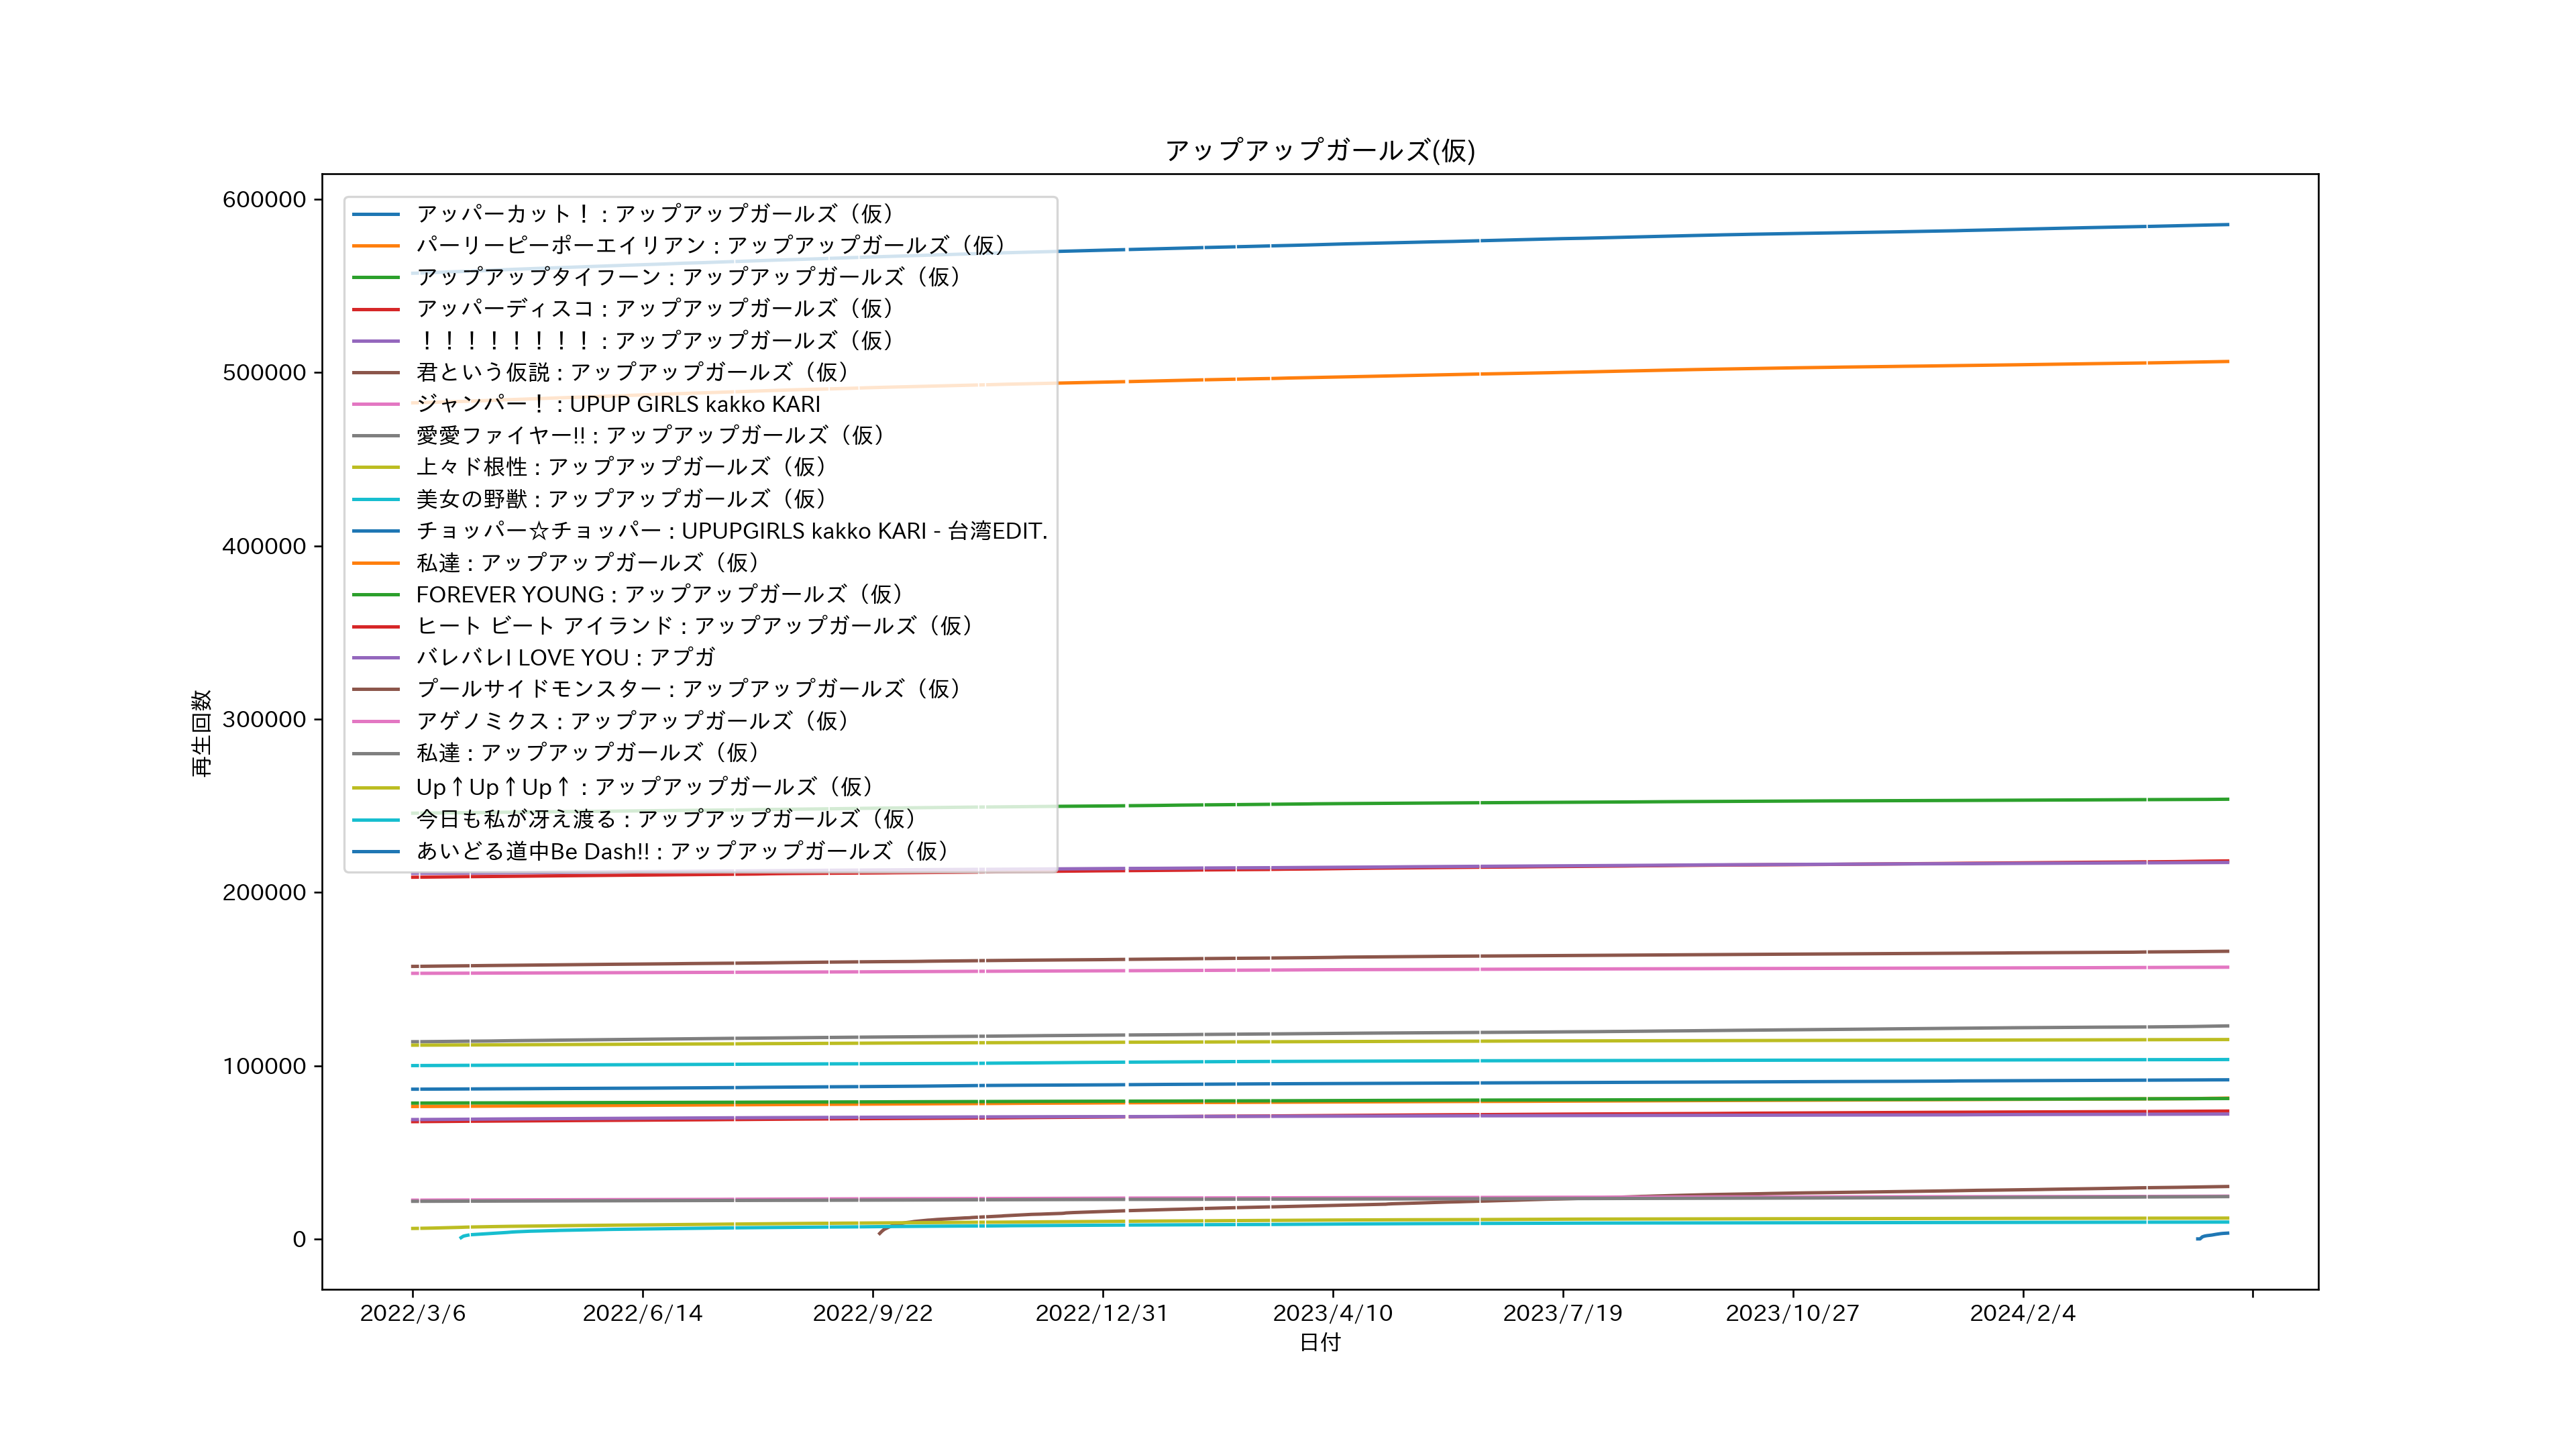 アップアップガールズ(仮)
600000
500000
400000
300000
200000
100000
0
再生回数
アッパーカット！ : アップアップガールズ（仮）
パーリーピーポーエイリアン : アップアップガールズ（仮）
アップアップタイフーン : アップアップガールズ（仮）
アッパーディスコ : アップアップガールズ（仮）
！！！！！！！！ : アップアップガールズ（仮）
君という仮説 : アップアップガールズ（仮）
ジャンパー！ : UPUP GIRLS kakko KARI
愛愛ファイヤー!! : アップアップガールズ（仮）
上々ド根性 : アップアップガールズ（仮）
美女の野獣 : アップアップガールズ（仮）
チョッパー☆チョッパー : UPUPGIRLS kakko KARI - 台湾EDIT.
私達 : アップアップガールズ（仮）
FOREVER YOUNG : アップアップガールズ（仮）
ヒート ビート アイランド : アップアップガールズ（仮）
バレバレI LOVE YOU : アプガ
プールサイドモンスター : アップアップガールズ（仮）
アゲノミクス : アップアップガールズ（仮）
私達 : アップアップガールズ（仮）
Up↑Up↑Up↑ : アップアップガールズ（仮）
今日も私が冴え渡る : アップアップガールズ（仮）
あいどる道中Be Dash!! : アップアップガールズ（仮）
2022/3/6 2022/6/14 2022/9/22 2022/12/31 2023/4/10 2023/7/19 2023/10/27 2024/2/4
日付